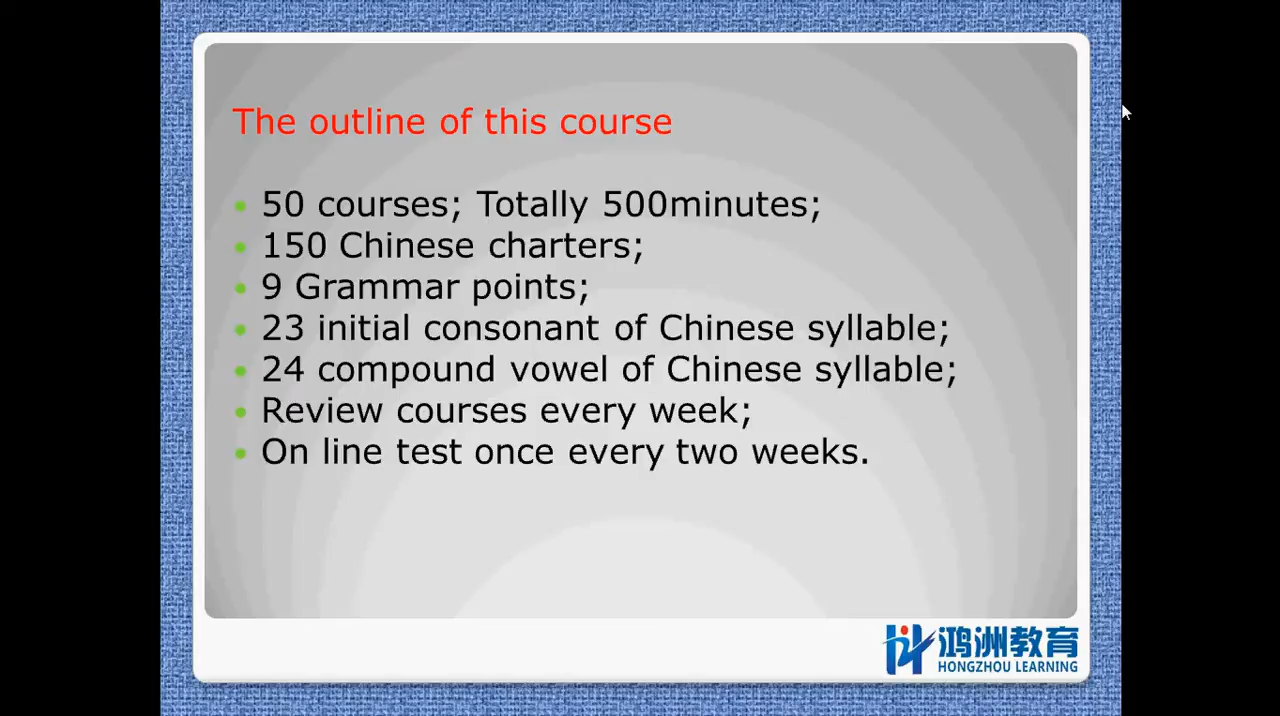 The outline of this course
50 courses; Totally 500minutes;
150 Chinese charters;
9 Grammar points;
23 initial consonant of Chinese syllable;
24 compound vowel of Chinese syllable;
Review courses every week;
On line test once every two weeks.
鸿洲教育
HONGZHOU LEARNING